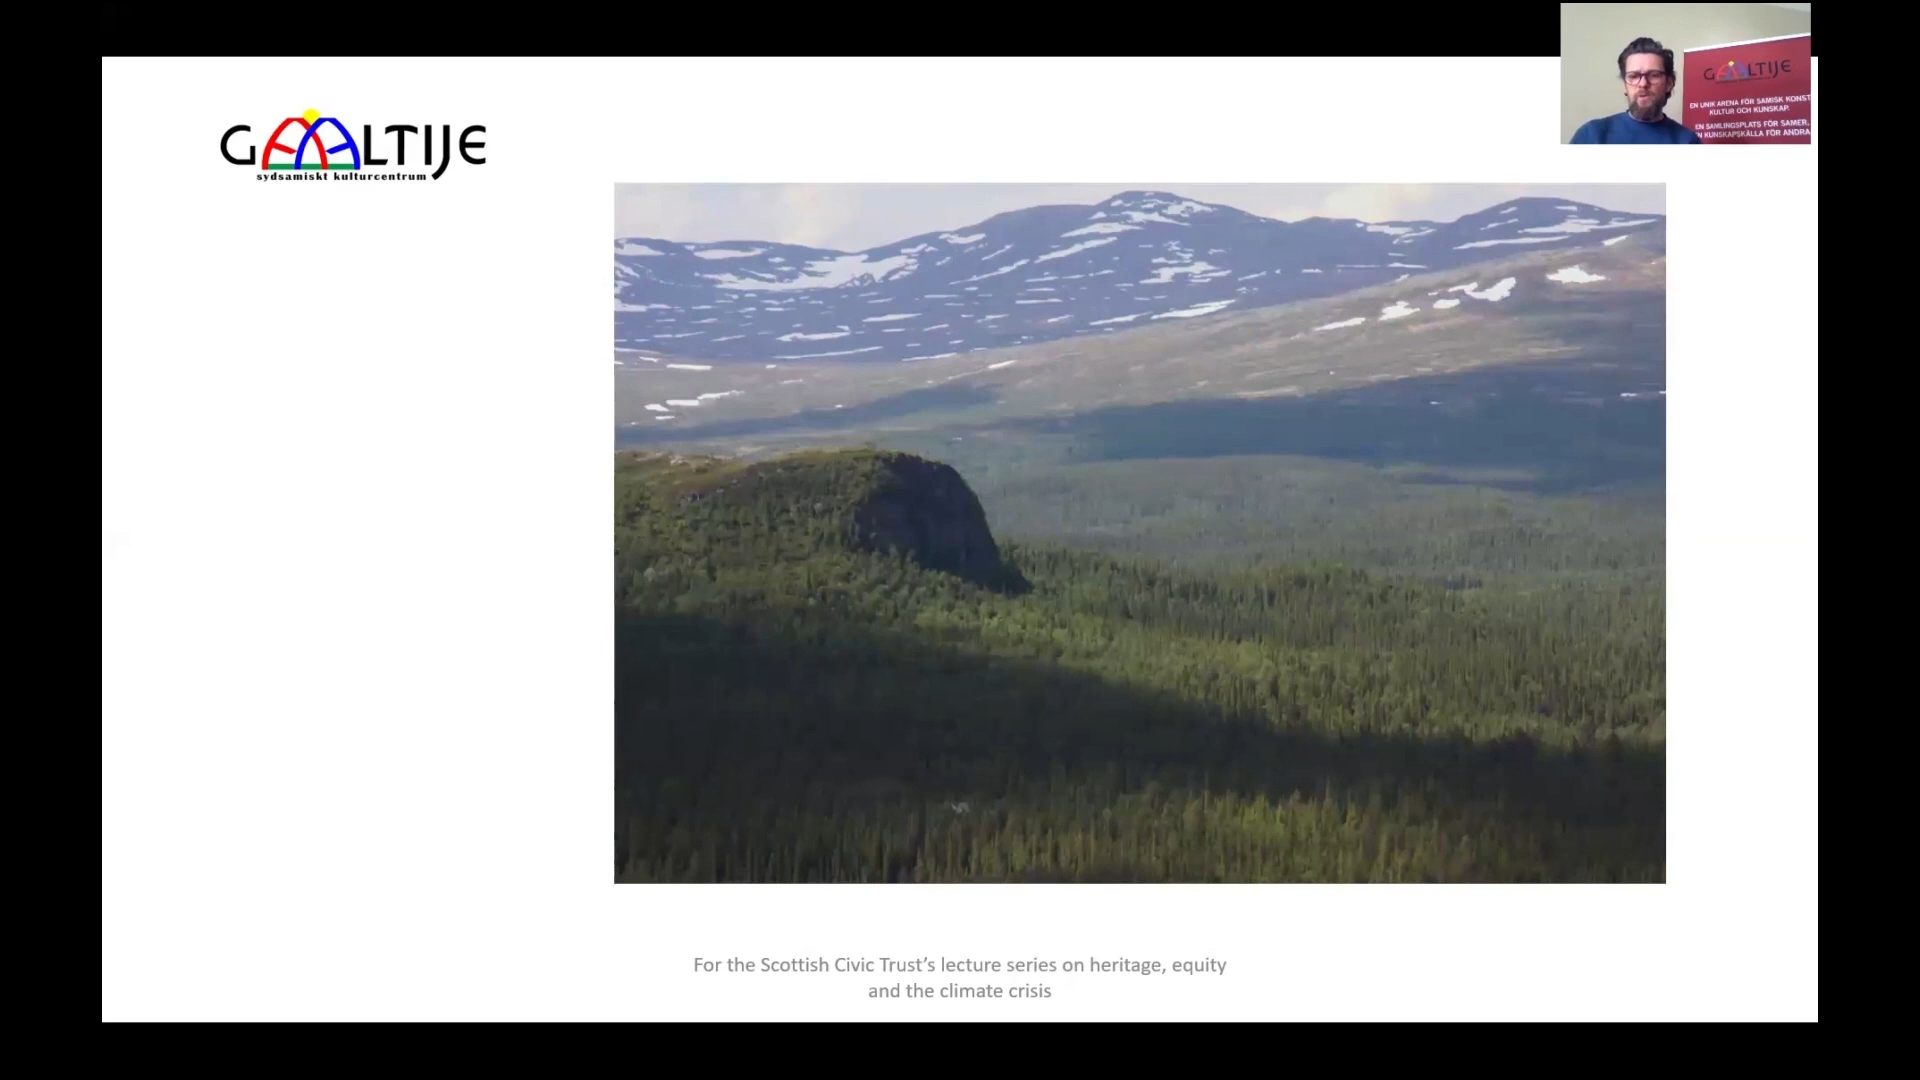 GAALTIJE
sydsamiskt kulturcentrum
GAALTIJE
EN UNIK ARENA FÖR SAMISK KONST
KULTUR OCH KUNSKAP.
EN SAMLINGSPLATS FÖR SAMER,
N KUNSKAPSKÄLLA FÖR ANDRA
For the Scottish Civic Trust’s lecture series on heritage, equity
and the climate crisis